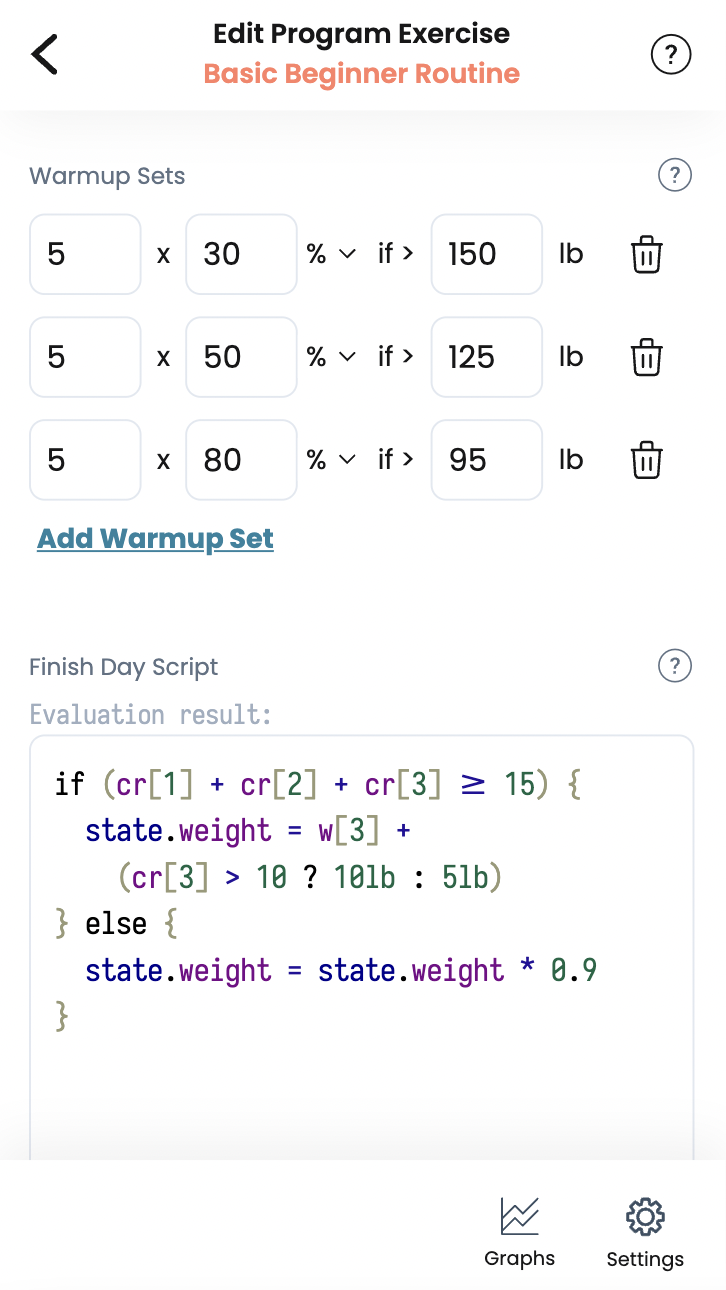 Edit Program Exercise
Basic Beginner Routine
?
Warmup Sets ?
5 x 30 % if > 150 lb
5 x 50 % if > 125 lb
5 x 80 % if > 95 lb
Add Warmup Set
Finish Day Script ?
Evaluation result:
if (cr[1] + cr[2] + cr[3] ≥ 15) {
  state.weight = w[3] +
    (cr[3] > 10 ? 10lb : 5lb)
} else {
  state.weight = state.weight * 0.9
}
Graphs Settings